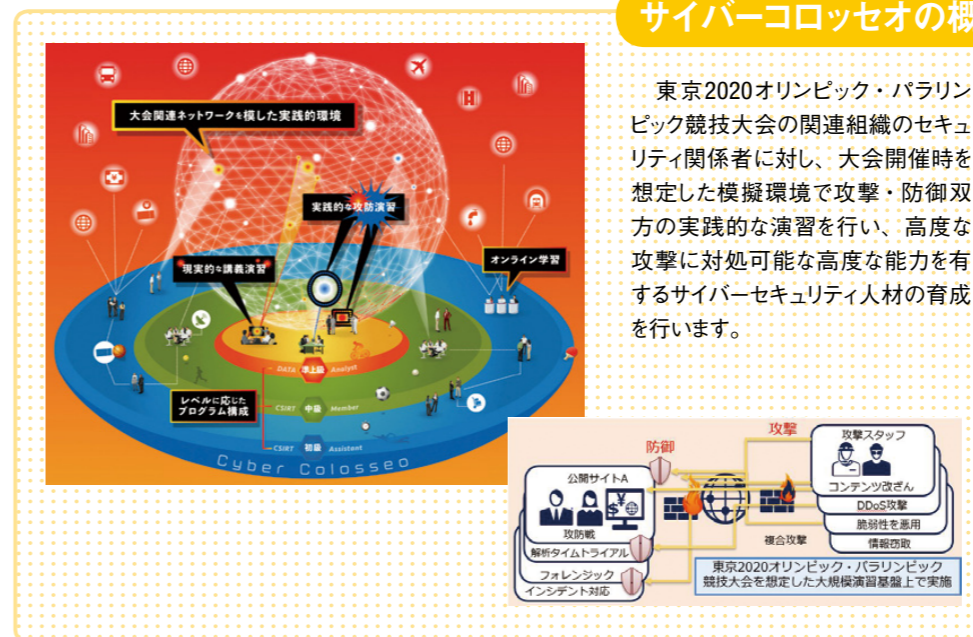 サイバーコロッセオの概
東京2020オリンピック・パラリン
ピック競技大会の関連組織のセキュ
リティ関係者に対し、大会開催時を
想定した模擬環境で攻撃・防御双
方の実践的な演習を行い、高度な
攻撃に対処可能な高度な能力を有
するサイバーセキュリティ人材の育成
を行います。
大会関連ネットワークを模した実践的環境
実践的な攻防演習
現実的な講義演習
オンライン学習
DATA 準上級 Analyst
レベルに応じた
プログラム構成
CSIRT 中級 Member
CSIRT 初級 Assistant
Cyber Colosseo
攻撃
防御
公開サイトA
攻防戦
解析タイムトライアル
フォレンジック
インシデント対応
攻撃スタッフ
コンテンツ改ざん
DDoS攻撃
脆弱性を悪用
情報窃取
複合攻撃
東京2020オリンピック・パラリンピック
競技大会を想定した大規模演習基盤上で実施